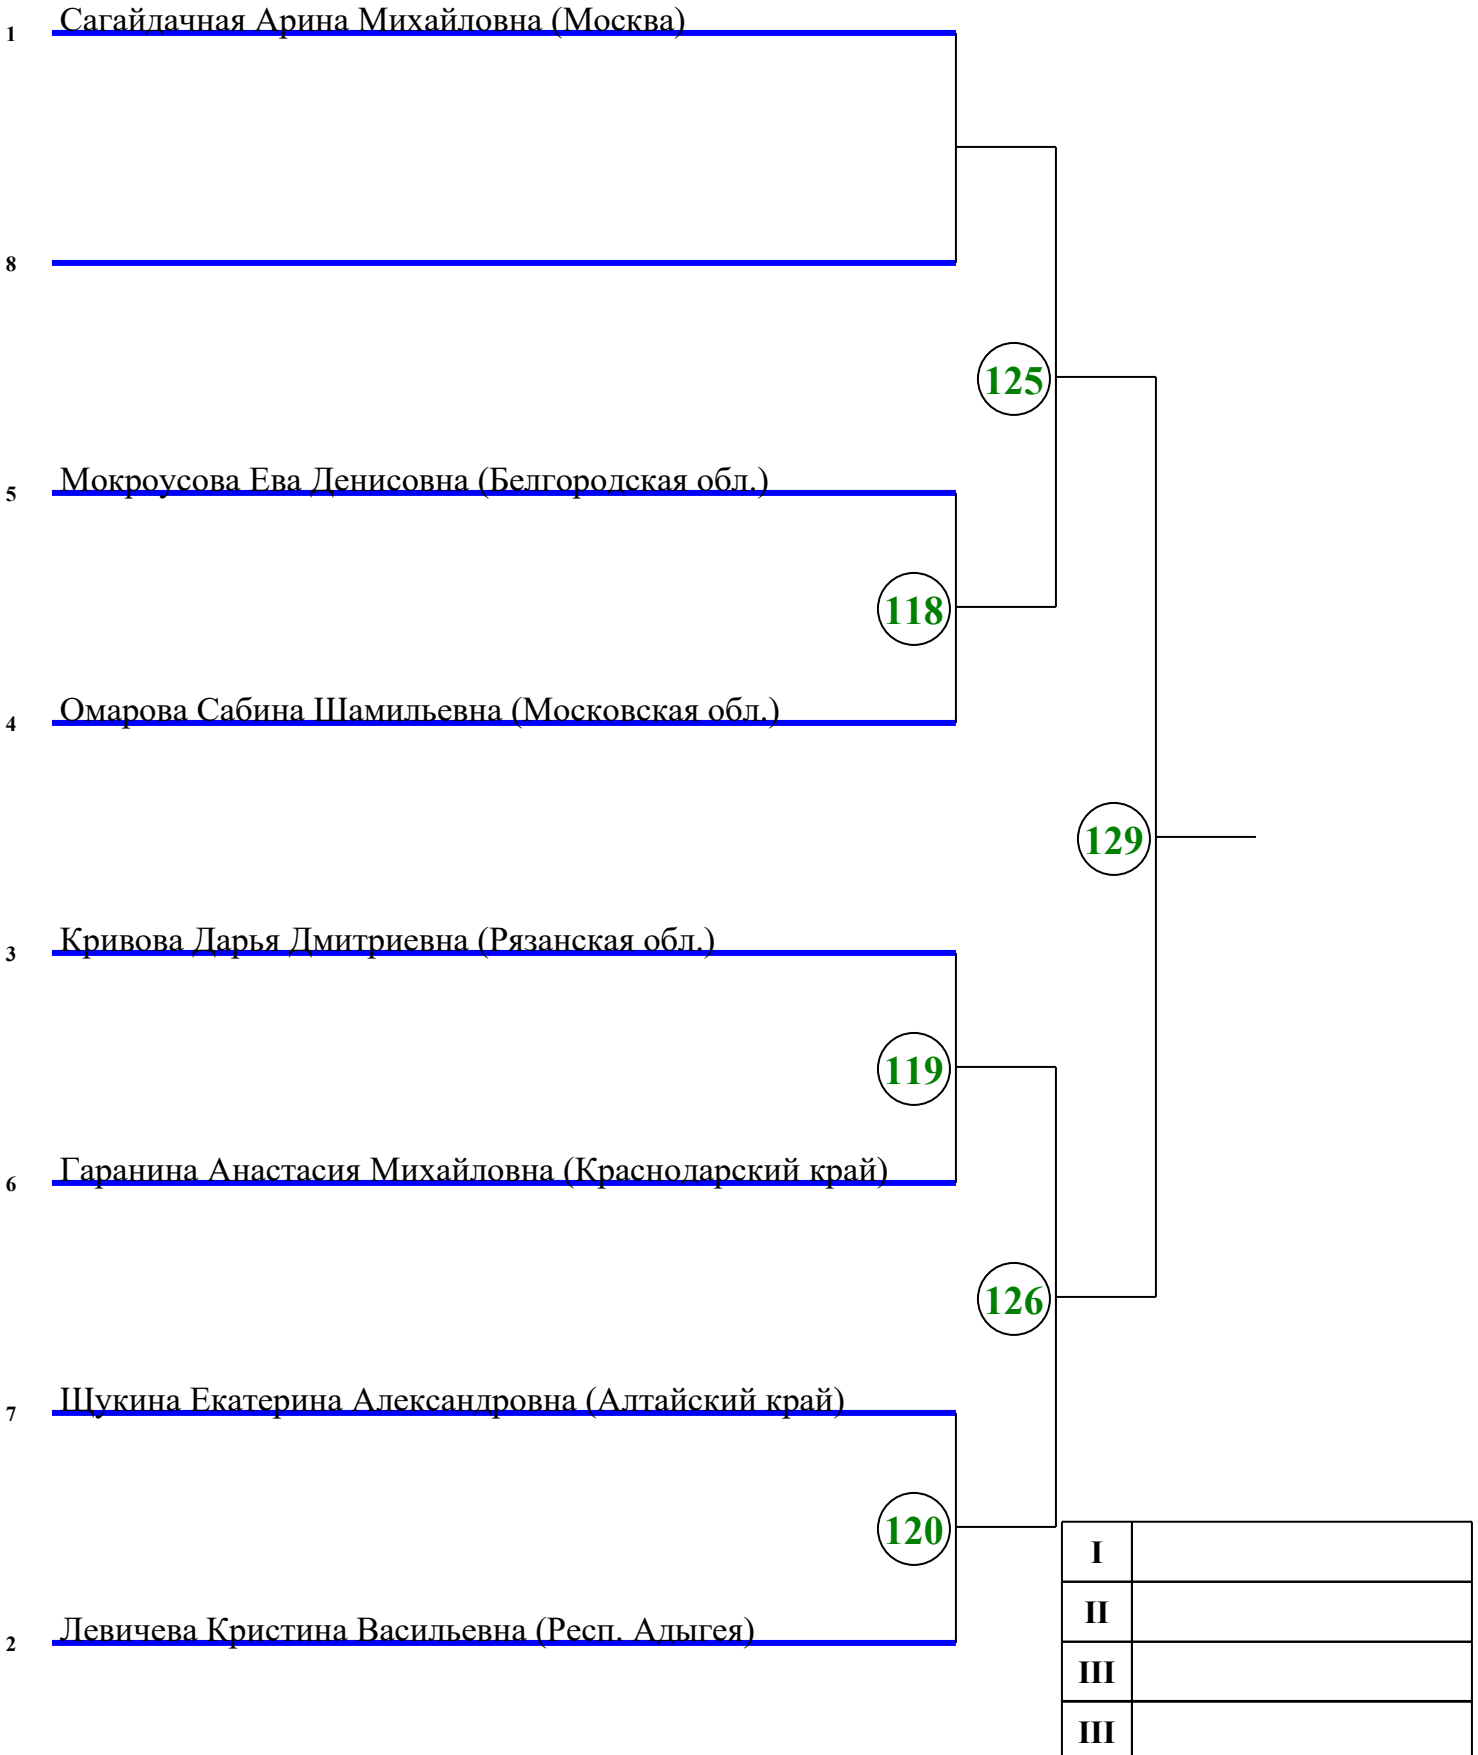 1 Сагайдачная Арина Михайловна (Москва)
8
125
5 Мокроусова Ева Денисовна (Белгородская обл.)
118
4 Омарова Сабина Шамильевна (Московская обл.)
129
3 Кривова Дарья Дмитриевна (Рязанская обл.)
119
6 Гаранина Анастасия Михайловна (Краснодарский край)
126
7 Щукина Екатерина Александровна (Алтайский край)
120
I
II
2 Левичева Кристина Васильевна (Респ. Адыгея)
III
III